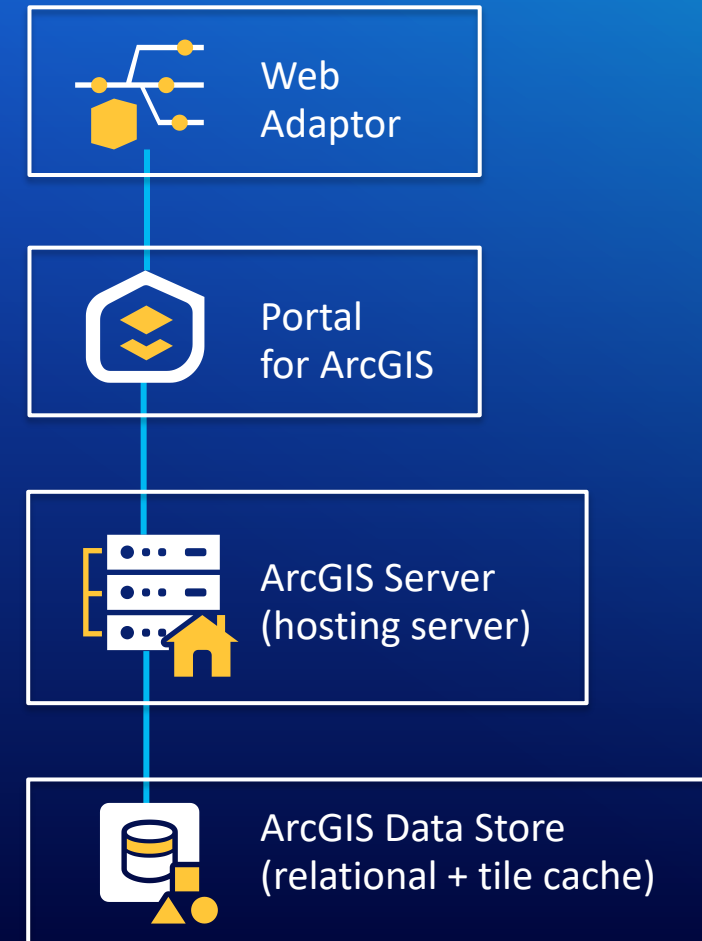 Web
Adaptor
Portal
for ArcGIS
ArcGIS Server
(hosting server)
ArcGIS Data Store
(relational + tile cache)